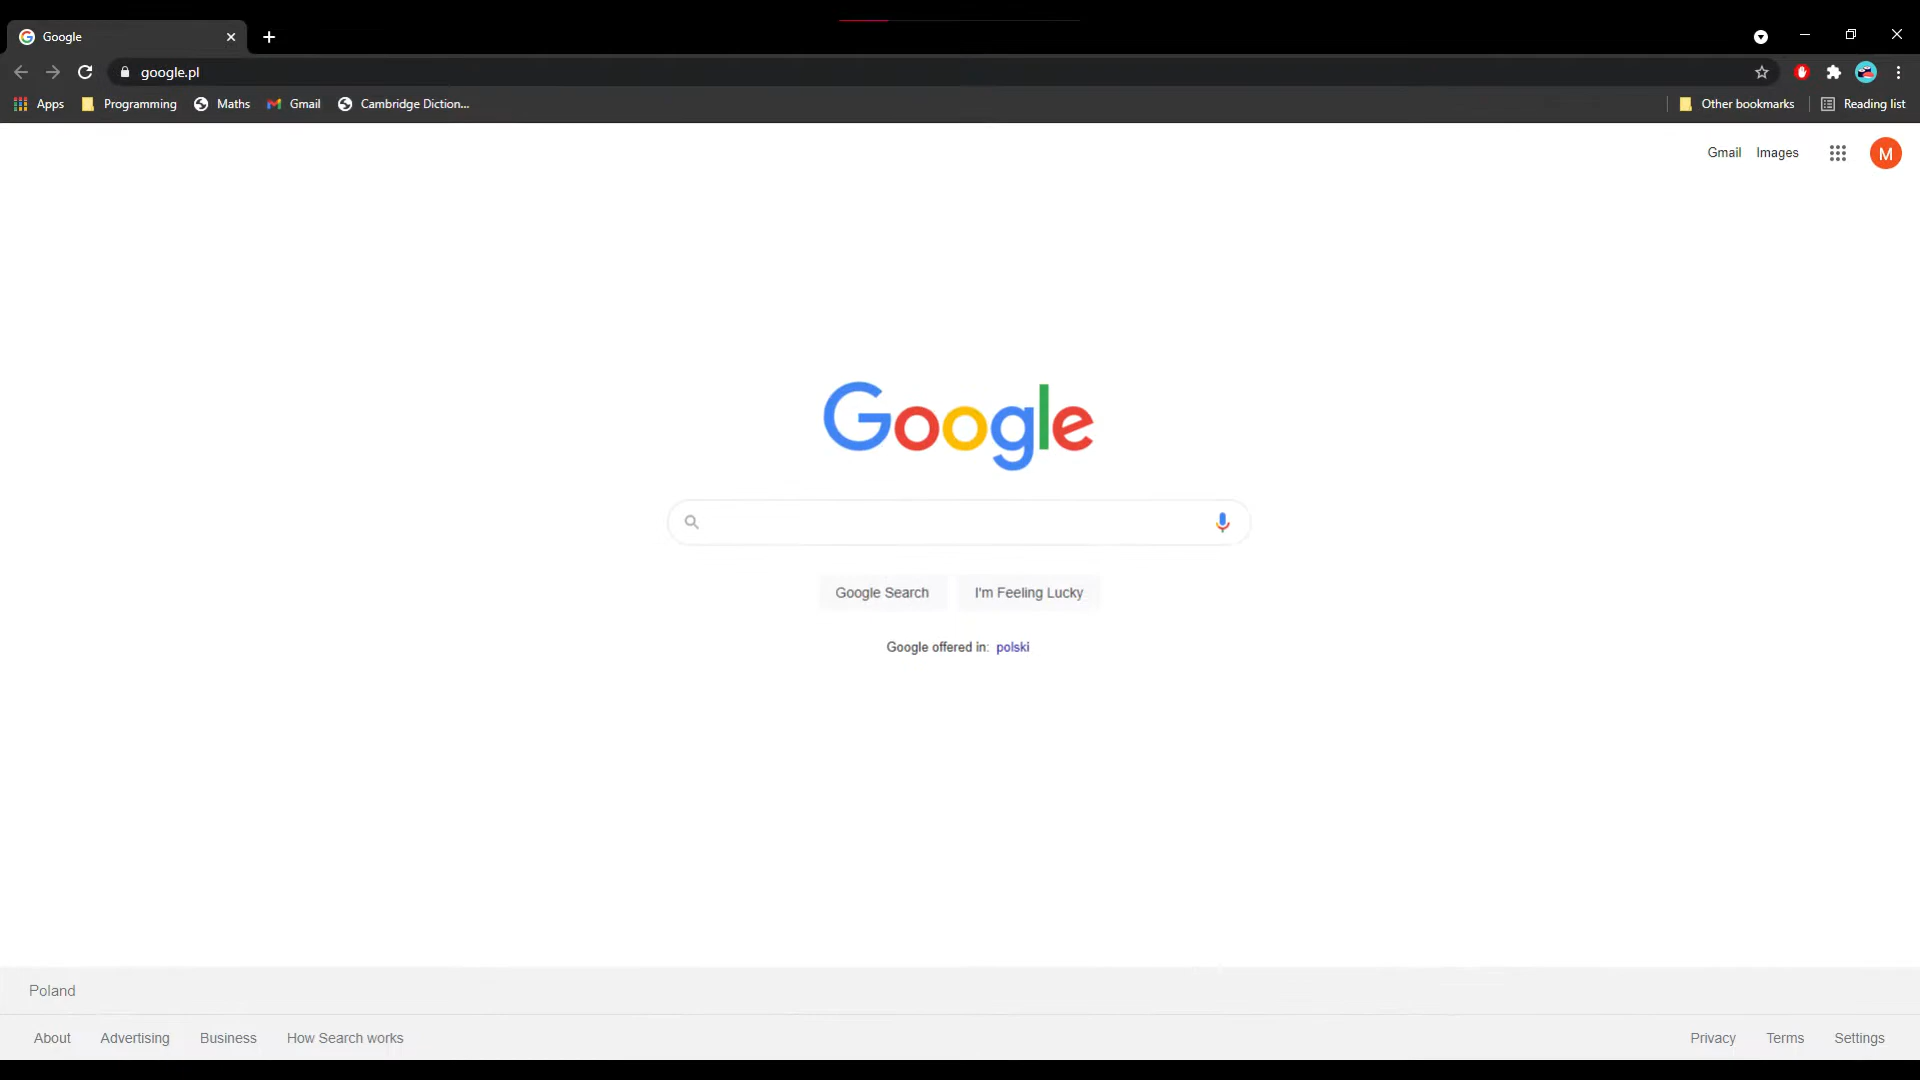 Google
google.pl
Apps Programming Maths Gmail Cambridge Diction... Other bookmarks Reading list
Gmail Images M
Google
Google Search I'm Feeling Lucky
Google offered in: polski
Poland
About Advertising Business How Search works Privacy Terms Settings